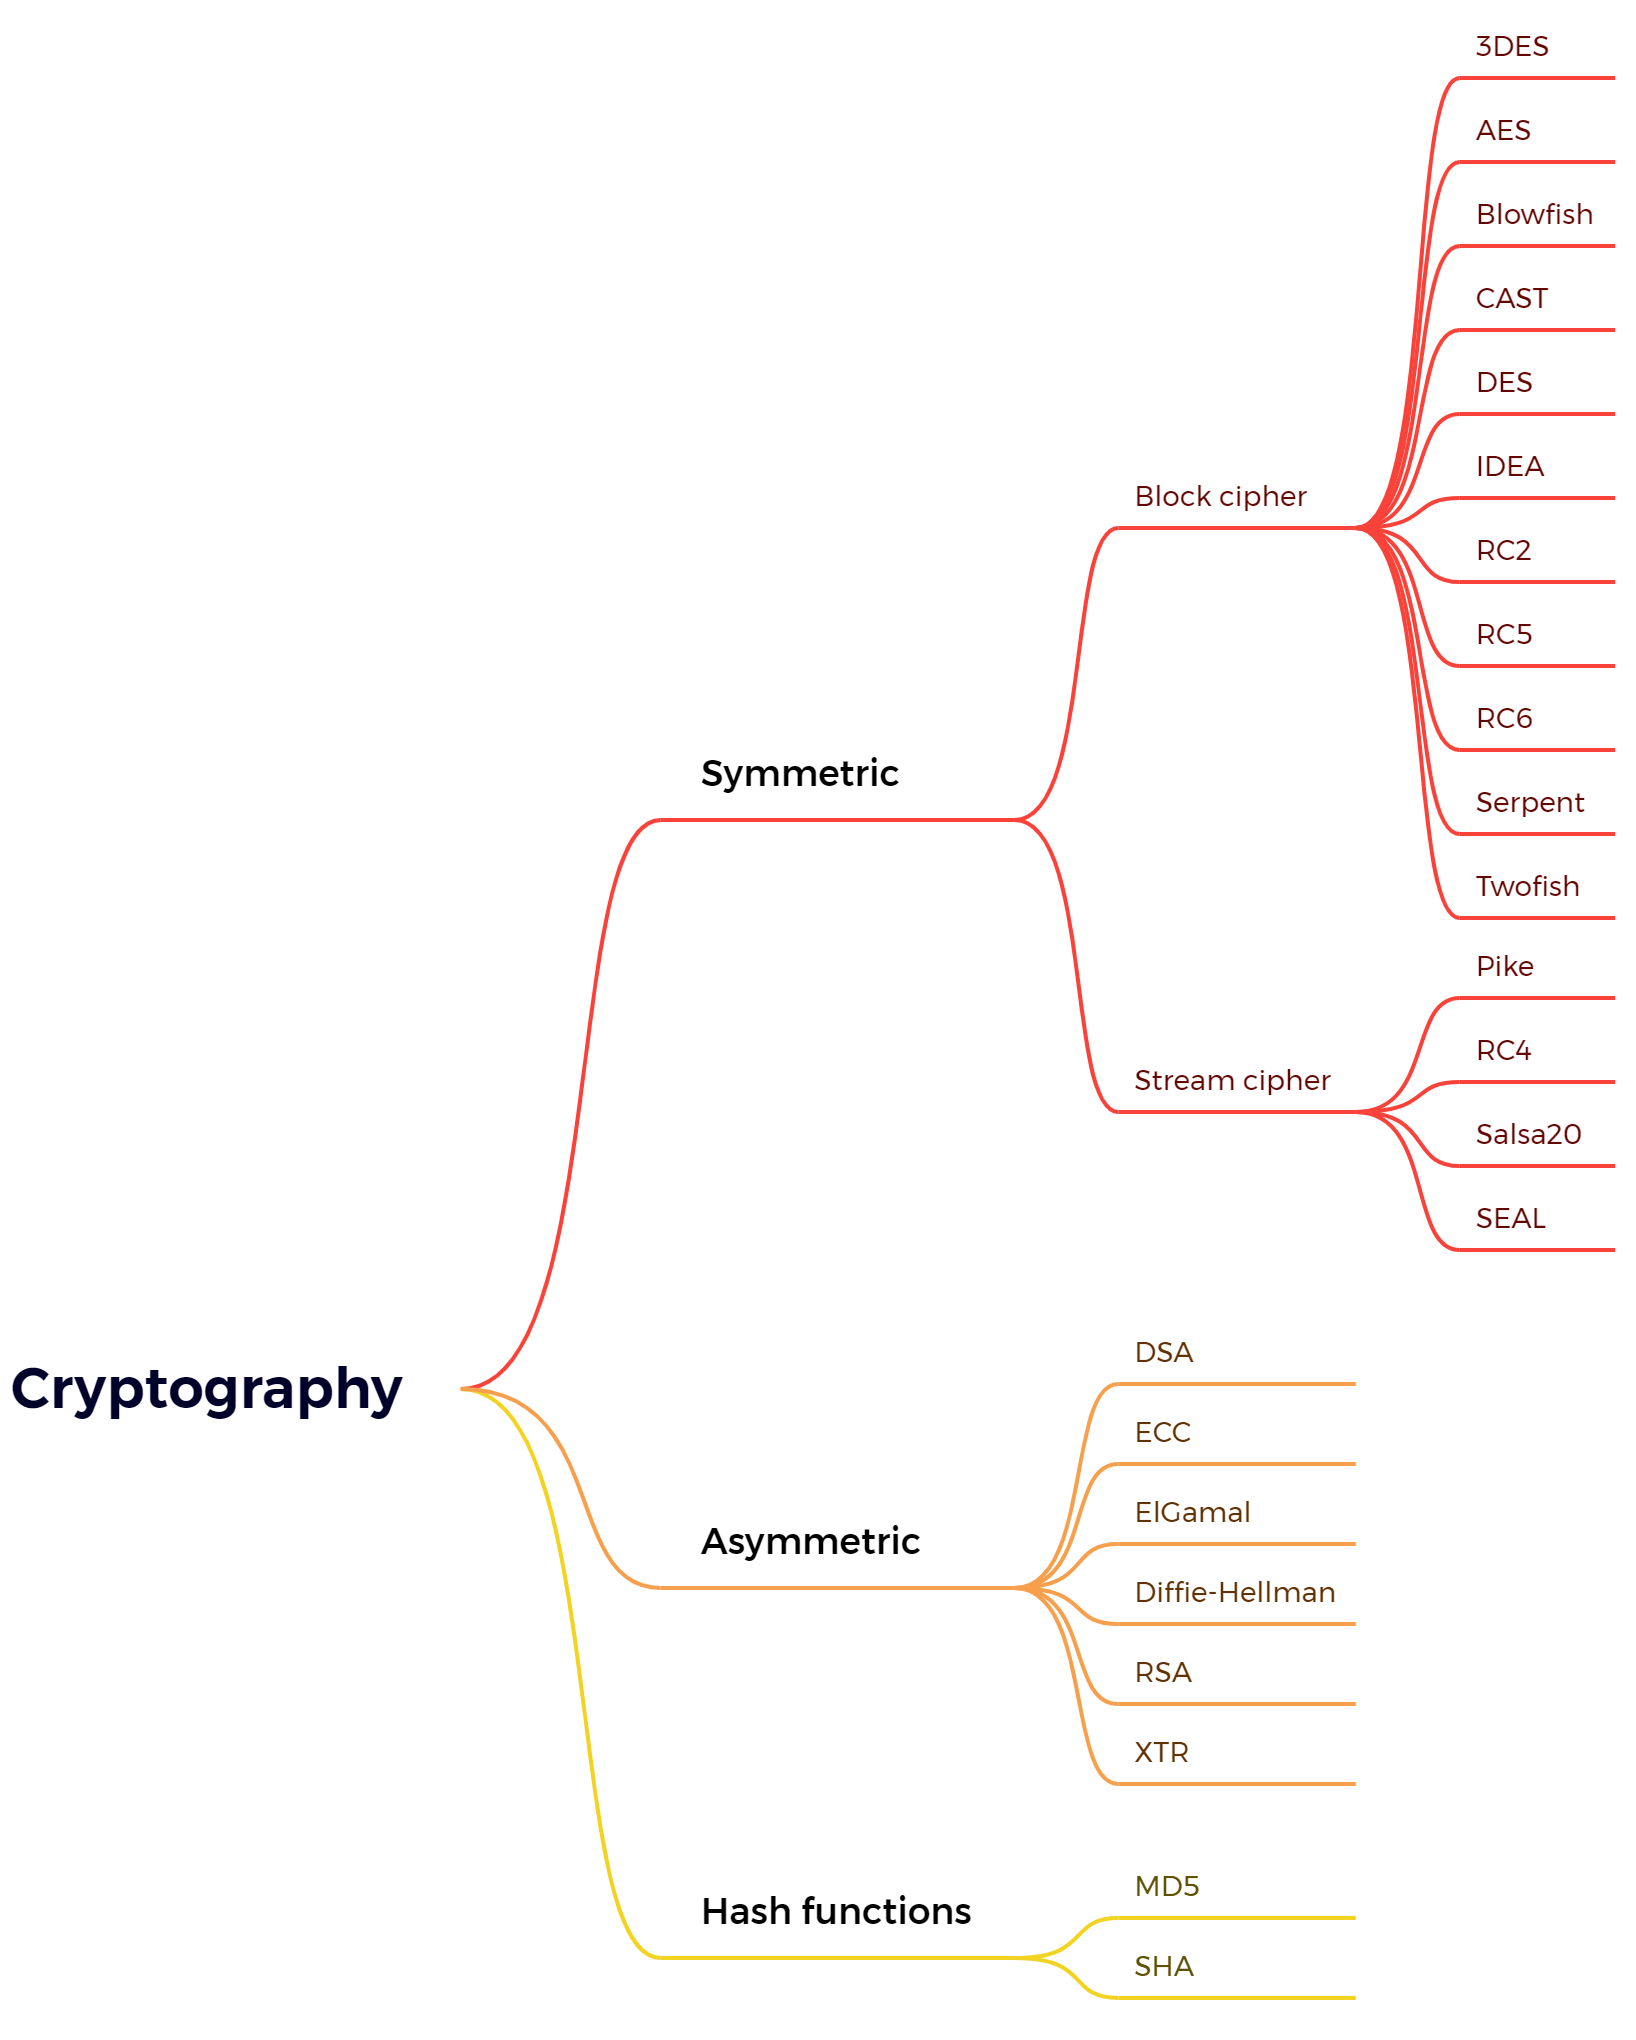 3DES
AES
Blowfish
CAST
DES
IDEA
Block cipher
RC2
RC5
RC6
Symmetric
Serpent
Twofish
Pike
RC4
Stream cipher
Salsa20
SEAL
DSA
Cryptography
ECC
ElGamal
Asymmetric
Diffie-Hellman
RSA
XTR
MD5
Hash functions
SHA